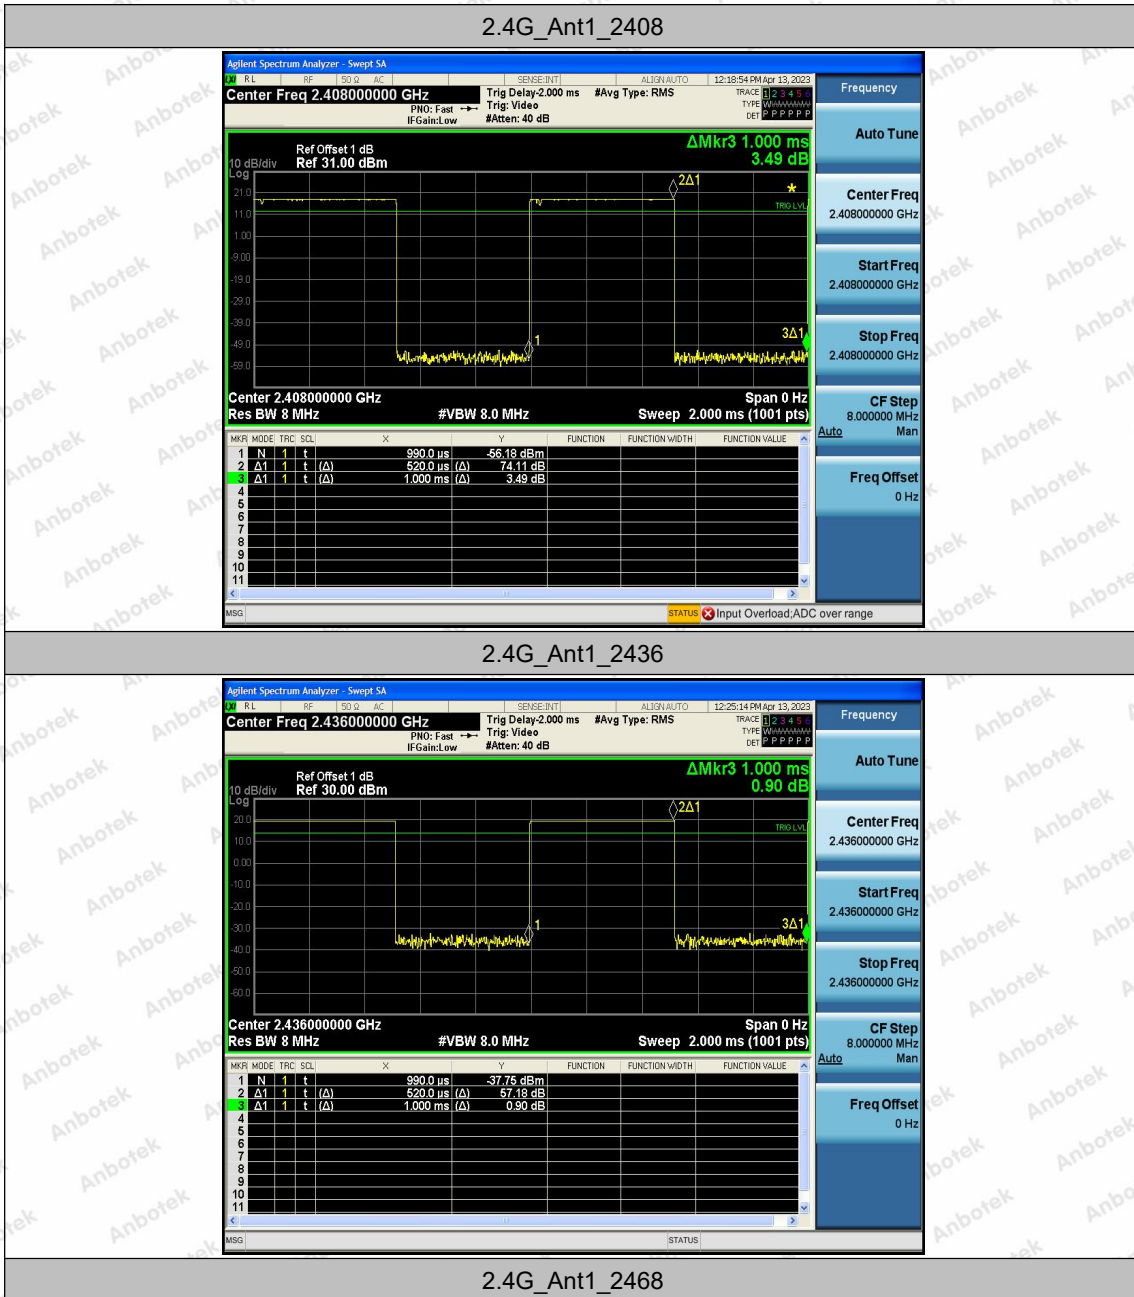 2.4G_Ant1_2408
Agilent Spectrum Analyzer - Swept SA
LXI RL RF 50 Ω AC SENSE:INT ALIGN AUTO 12:18:54 PM Apr 13, 2023
Center Freq 2.408000000 GHz Trig Delay-2.000 ms #Avg Type: RMS TRACE 1 2 3 4 5 6
PNO: Fast Trig: Video TYPE W
IFGain:Low #Atten: 40 dB DET P P P P P P
Frequency
Auto Tune
Center Freq
2.408000000 GHz
Start Freq
2.408000000 GHz
Stop Freq
2.408000000 GHz
CF Step
8.000000 MHz
Auto Man
Freq Offset
0 Hz
ΔMkr3 1.000 ms
3.49 dB
Ref Offset 1 dB
10 dB/div Ref 31.00 dBm
Log
21.0
11.0
1.00
-9.00
-19.0
-29.0
-39.0
-49.0
-59.0
2Δ1
*
TRIG LVL
1
3Δ1
Center 2.408000000 GHz Span 0 Hz
Res BW 8 MHz #VBW 8.0 MHz Sweep 2.000 ms (1001 pts)
MKR MODE TRC SCL X Y FUNCTION FUNCTION WIDTH FUNCTION VALUE
1 N 1 t 990.0 µs -56.18 dBm
2 Δ1 1 t (Δ) 520.0 µs (Δ) 74.11 dB
3 Δ1 1 t (Δ) 1.000 ms (Δ) 3.49 dB
4
5
6
7
8
9
10
11
MSG STATUS Input Overload;ADC over range
2.4G_Ant1_2436
Agilent Spectrum Analyzer - Swept SA
LXI RL RF 50 Ω AC SENSE:INT ALIGN AUTO 12:25:14 PM Apr 13, 2023
Center Freq 2.436000000 GHz Trig Delay-2.000 ms #Avg Type: RMS TRACE 1 2 3 4 5 6
PNO: Fast Trig: Video TYPE W
IFGain:Low #Atten: 40 dB DET P P P P P P
Frequency
Auto Tune
Center Freq
2.436000000 GHz
Start Freq
2.436000000 GHz
Stop Freq
2.436000000 GHz
CF Step
8.000000 MHz
Auto Man
Freq Offset
0 Hz
ΔMkr3 1.000 ms
0.90 dB
Ref Offset 1 dB
10 dB/div Ref 30.00 dBm
Log
20.0
10.0
0.00
-10.0
-20.0
-30.0
-40.0
-50.0
-60.0
2Δ1
TRIG LVL
1
3Δ1
Center 2.436000000 GHz Span 0 Hz
Res BW 8 MHz #VBW 8.0 MHz Sweep 2.000 ms (1001 pts)
MKR MODE TRC SCL X Y FUNCTION FUNCTION WIDTH FUNCTION VALUE
1 N 1 t 990.0 µs -37.75 dBm
2 Δ1 1 t (Δ) 520.0 µs (Δ) 57.18 dB
3 Δ1 1 t (Δ) 1.000 ms (Δ) 0.90 dB
4
5
6
7
8
9
10
11
MSG STATUS
2.4G_Ant1_2468